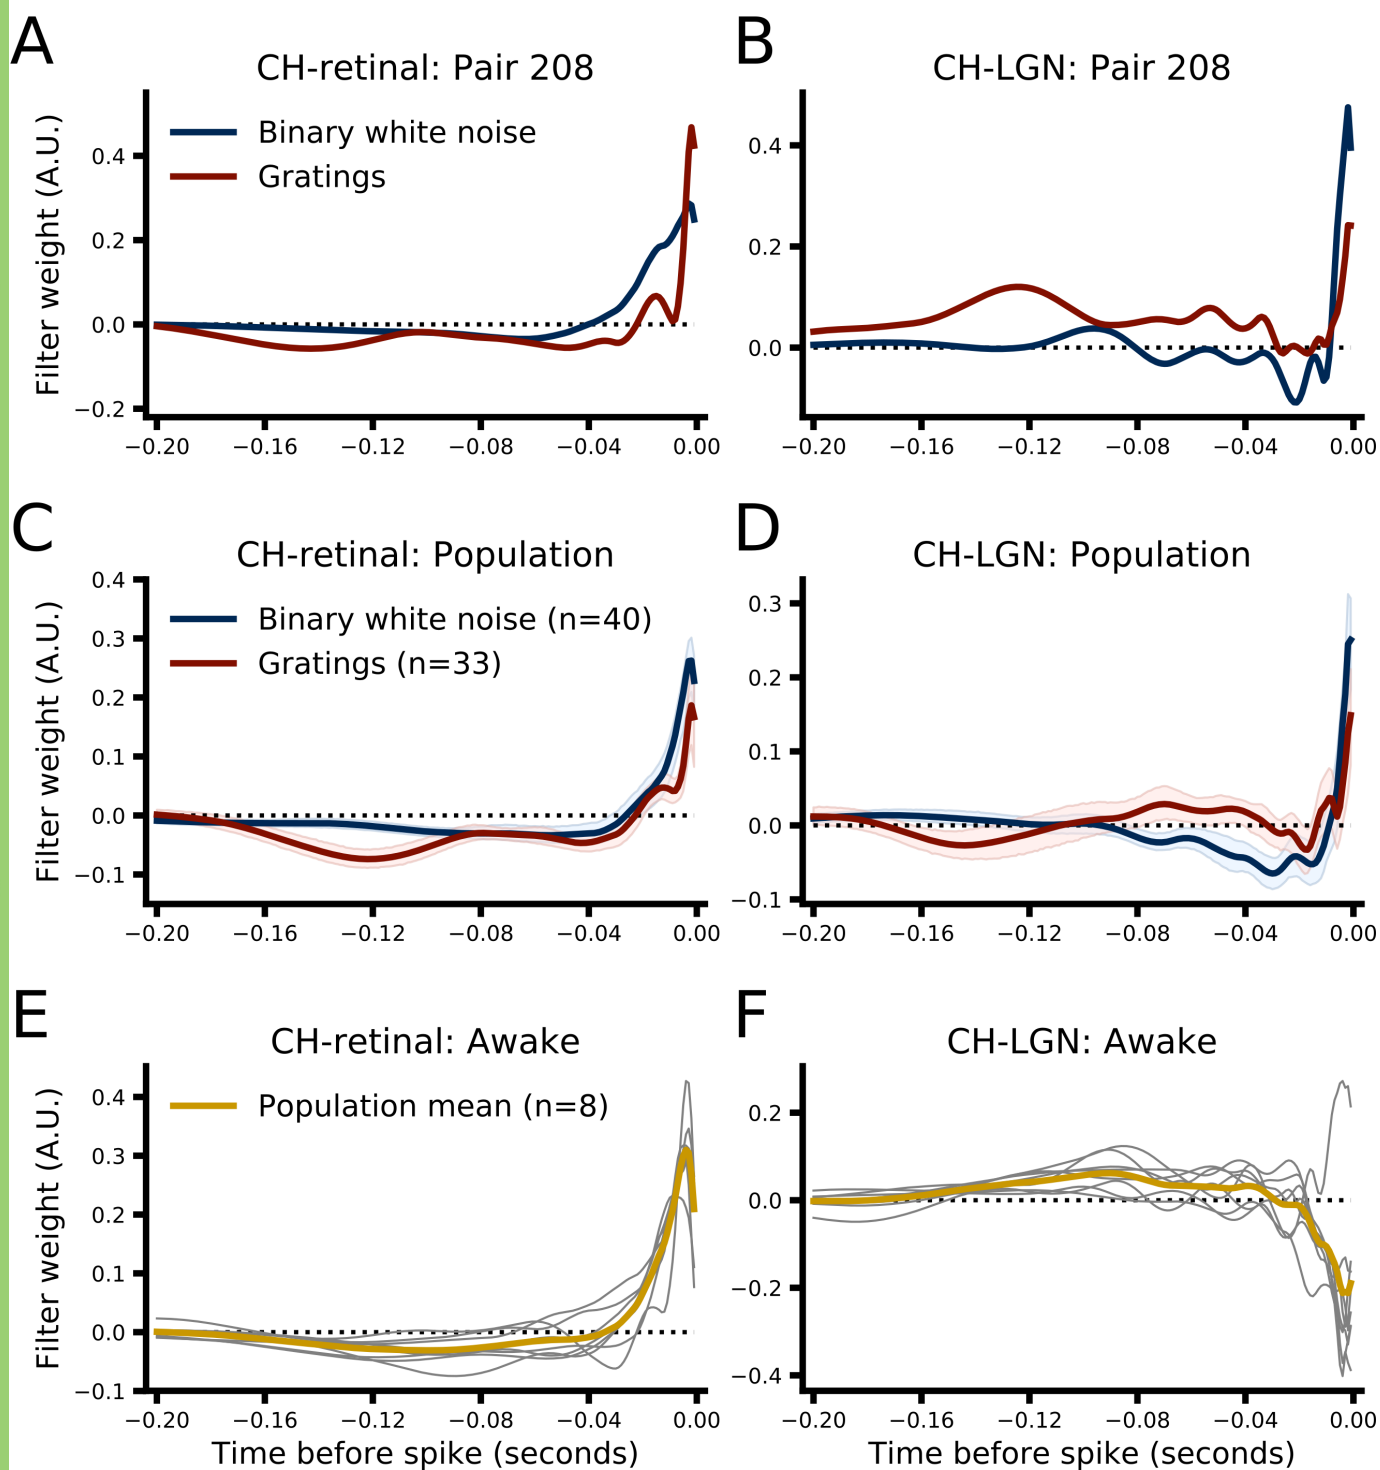 A
CH-retinal: Pair 208
Filter weight (A.U.)
Binary white noise
Gratings
0.4
0.2
0.0
−0.2
−0.20 −0.16 −0.12 −0.08 −0.04 0.00
B
CH-LGN: Pair 208
0.4
0.2
0.0
−0.20 −0.16 −0.12 −0.08 −0.04 0.00
C
CH-retinal: Population
Filter weight (A.U.)
Binary white noise (n=40)
Gratings (n=33)
0.4
0.3
0.2
0.1
0.0
−0.1
−0.20 −0.16 −0.12 −0.08 −0.04 0.00
D
CH-LGN: Population
0.3
0.2
0.1
0.0
−0.1
−0.20 −0.16 −0.12 −0.08 −0.04 0.00
E
CH-retinal: Awake
Filter weight (A.U.)
Population mean (n=8)
0.4
0.3
0.2
0.1
0.0
−0.1
−0.20 −0.16 −0.12 −0.08 −0.04 0.00
Time before spike (seconds)
F
CH-LGN: Awake
0.2
0.0
−0.2
−0.4
−0.20 −0.16 −0.12 −0.08 −0.04 0.00
Time before spike (seconds)